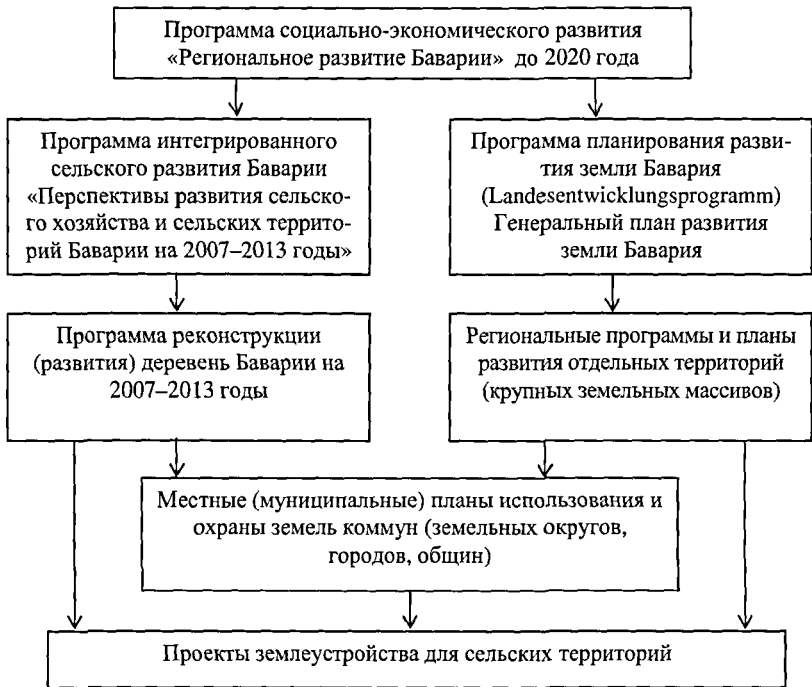 Программа социально-экономического развития
«Региональное развитие Баварии» до 2020 года
Программа интегрированного
сельского развития Баварии
«Перспективы развития сельско-
го хозяйства и сельских террито-
рий Баварии на 2007–2013 годы»
Программа планирования разви-
тия земли Бавария
(Landesentwicklungsprogramm)
Генеральный план развития
земли Бавария
Программа реконструкции
(развития) деревень Баварии на
2007–2013 годы
Региональные программы и планы
развития отдельных территорий
(крупных земельных массивов)
Местные (муниципальные) планы использования и
охраны земель коммун (земельных округов,
городов, общин)
Проекты землеустройства для сельских территорий